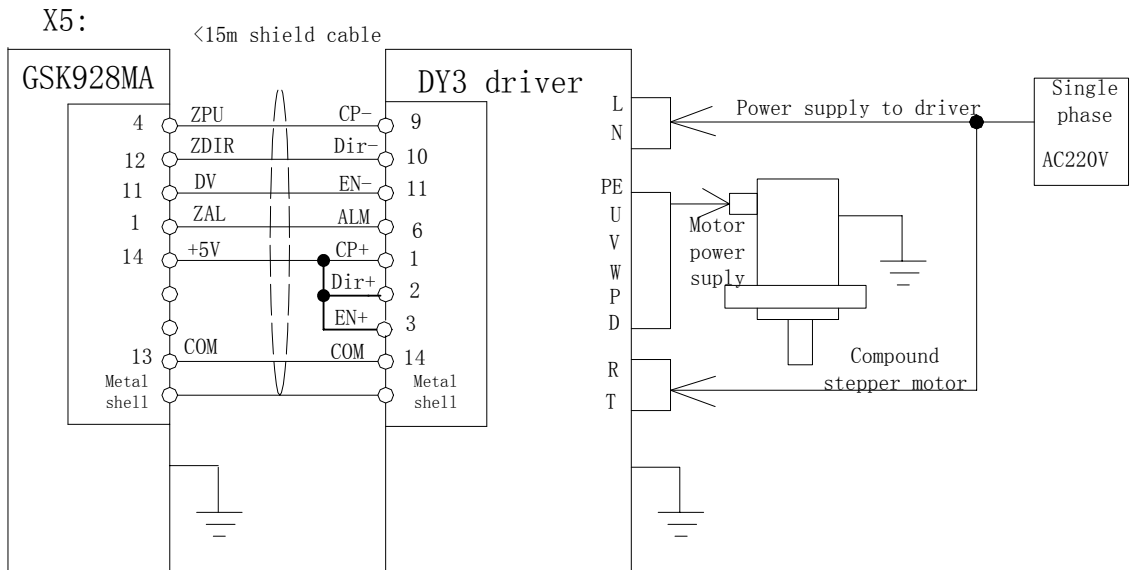 X5:
<15m shield cable
GSK928MA
DY3 driver
Single
phase
AC220V
Power supply to driver
L
N
4 ZPU CP- 9
12 ZDIR Dir- 10
11 DV EN- 11
1 ZAL ALM 6
14 +5V CP+ 1
Dir+ 2
EN+ 3
13 COM COM 14
Metal
shell
Metal
shell
PE
U
V
W
P
D
Motor
power
suply
R
T
Compound
stepper motor